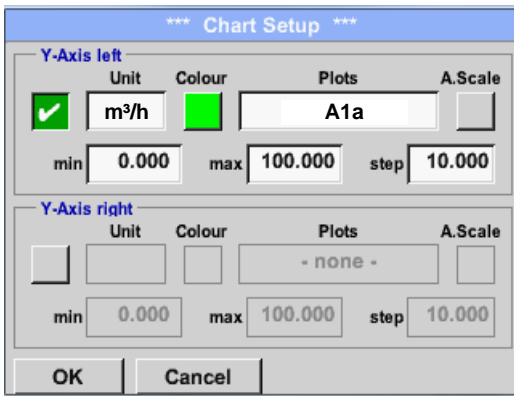 *** Chart Setup ***
Y-Axis left
Unit Colour Plots A.Scale
m³/h A1a
min 0.000 max 100.000 step 10.000
Y-Axis right
Unit Colour Plots A.Scale
- none -
min 0.000 max 100.000 step 10.000
OK Cancel